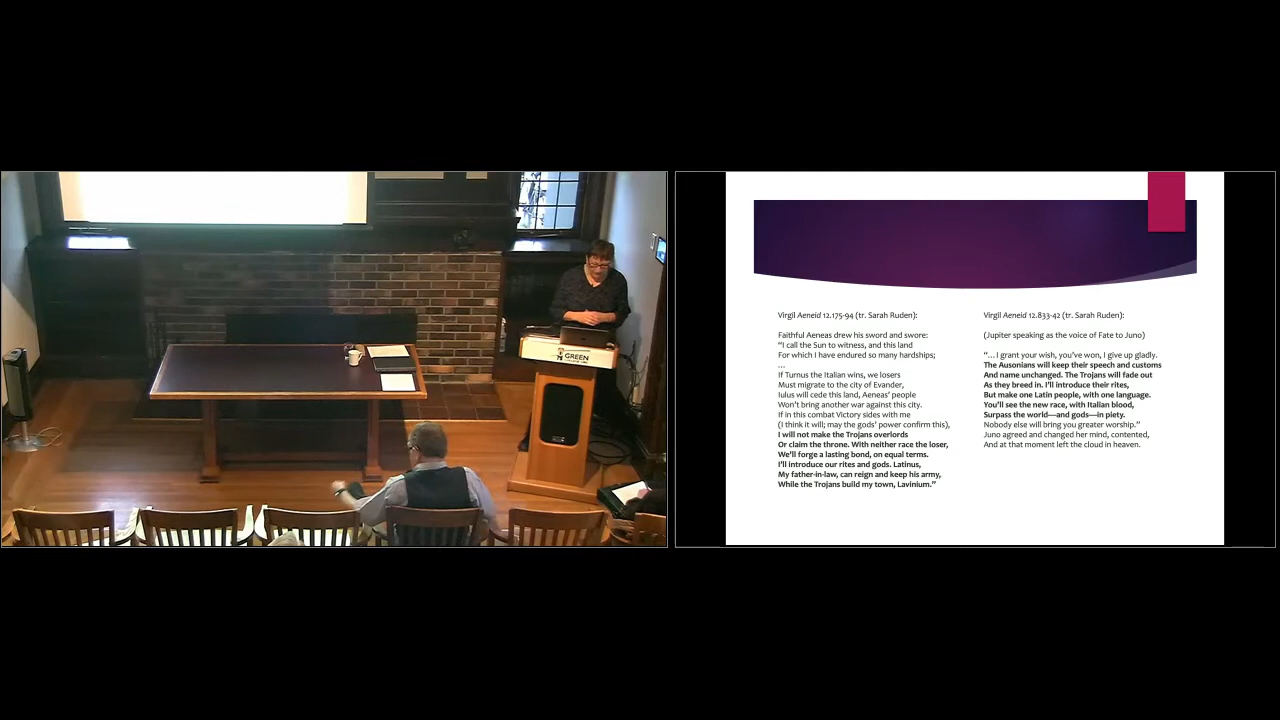 GREEN
Virgil Aeneid 12.175-94 (tr. Sarah Ruden):
Faithful Aeneas drew his sword and swore:
"I call the Sun to witness, and this land
For which I have endured so many hardships;
...
If Turnus the Italian wins, we losers
Must migrate to the city of Evander,
Iulus will cede this land, Aeneas' people
Won't bring another war against this city.
If in this combat Victory sides with me
(I think it will; may the gods' power confirm this),
I will not make the Trojans overlords
Or claim the throne. With neither race the loser,
We'll forge a lasting bond, on equal terms.
I'll introduce our rites and gods. Latinus,
My father-in-law, can reign and keep his army,
While the Trojans build my town, Lavinium."
Virgil Aeneid 12.833-42 (tr. Sarah Ruden):
(Jupiter speaking as the voice of Fate to Juno)
"... I grant your wish, you've won, I give up gladly.
The Ausonians will keep their speech and customs
And name unchanged. The Trojans will fade out
As they breed in. I'll introduce their rites,
But make one Latin people, with one language.
You'll see the new race, with Italian blood,
Surpass the world—and gods—in piety.
Nobody else will bring you greater worship."
Juno agreed and changed her mind, contented,
And at that moment left the cloud in heaven.